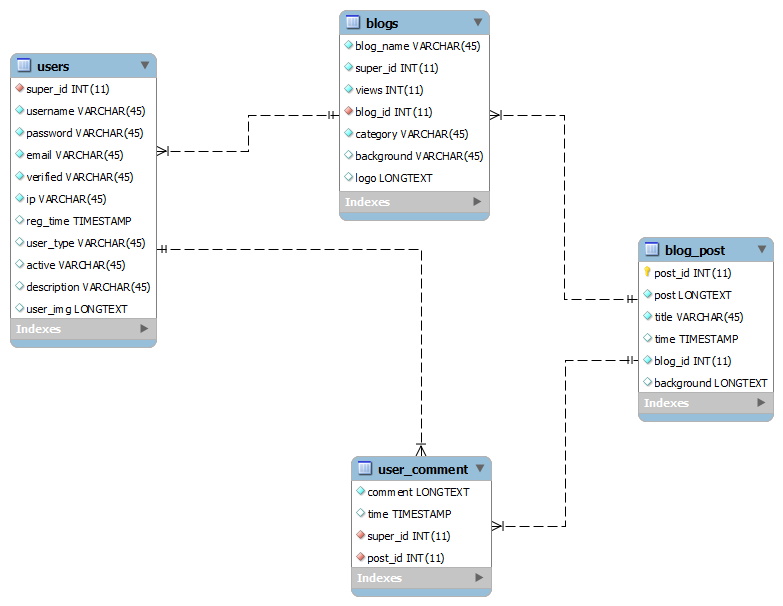 blogs
blog_name VARCHAR(45)
super_id INT(11)
views INT(11)
blog_id INT(11)
category VARCHAR(45)
background VARCHAR(45)
logo LONGTEXT
Indexes
users
super_id INT(11)
username VARCHAR(45)
password VARCHAR(45)
email VARCHAR(45)
verified VARCHAR(45)
ip VARCHAR(45)
reg_time TIMESTAMP
user_type VARCHAR(45)
active VARCHAR(45)
description VARCHAR(45)
user_img LONGTEXT
Indexes
blog_post
post_id INT(11)
post LONGTEXT
title VARCHAR(45)
time TIMESTAMP
blog_id INT(11)
background LONGTEXT
Indexes
user_comment
comment LONGTEXT
time TIMESTAMP
super_id INT(11)
post_id INT(11)
Indexes